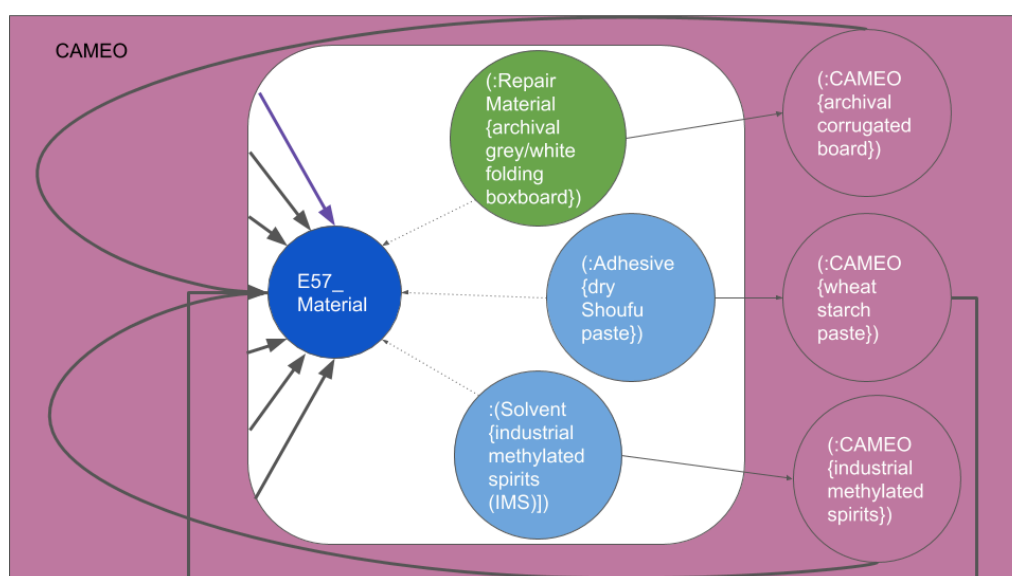 CAMEO
E57_
Material
(:Repair
Material
{archival
grey/white
folding
boxboard})
(:CAMEO
{archival
corrugated
board})
(:Adhesive
{dry
Shoufu
paste})
(:CAMEO
{wheat
starch
paste})
:(Solvent
{industrial
methylated
spirits
(IMS)])
(:CAMEO
{industrial
methylated
spirits})